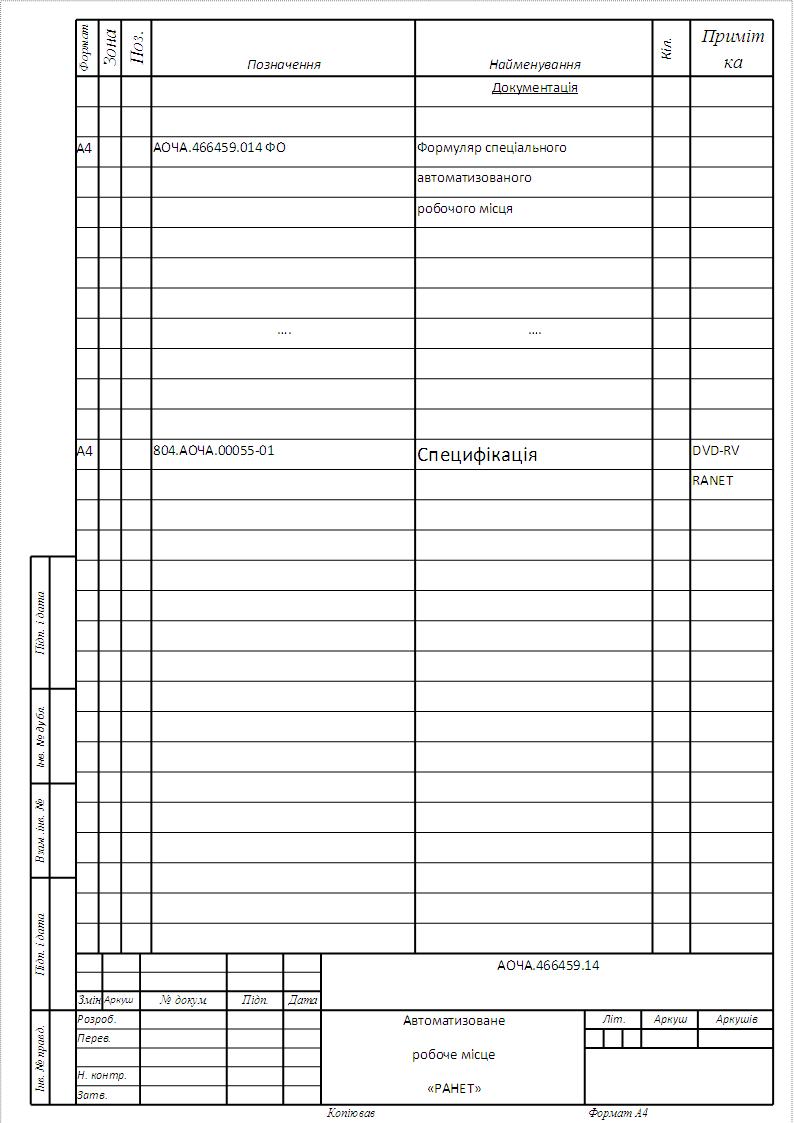 Формат Зона Поз. Позначення Найменування Кіл. Приміт
ка
Документація
А4 АОЧА.466459.014 ФО Формуляр спеціального
автоматизованого
робочого місця
.... ....
А4 804.АОЧА.00055-01 Специфікація DVD-RV
RANET
Підп. і дата
Інв. № дубл.
Взам .інв. №
Підп. і дата
Інв. № правд.
АОЧА.466459.14
Змін Аркуш № докум Підп. Дата
Розроб. Автоматизоване Літ. Аркуш Аркушів
Перев.
робоче місце
Н. контр.
«РАНЕТ»
Затв.
Копіював Формат А4